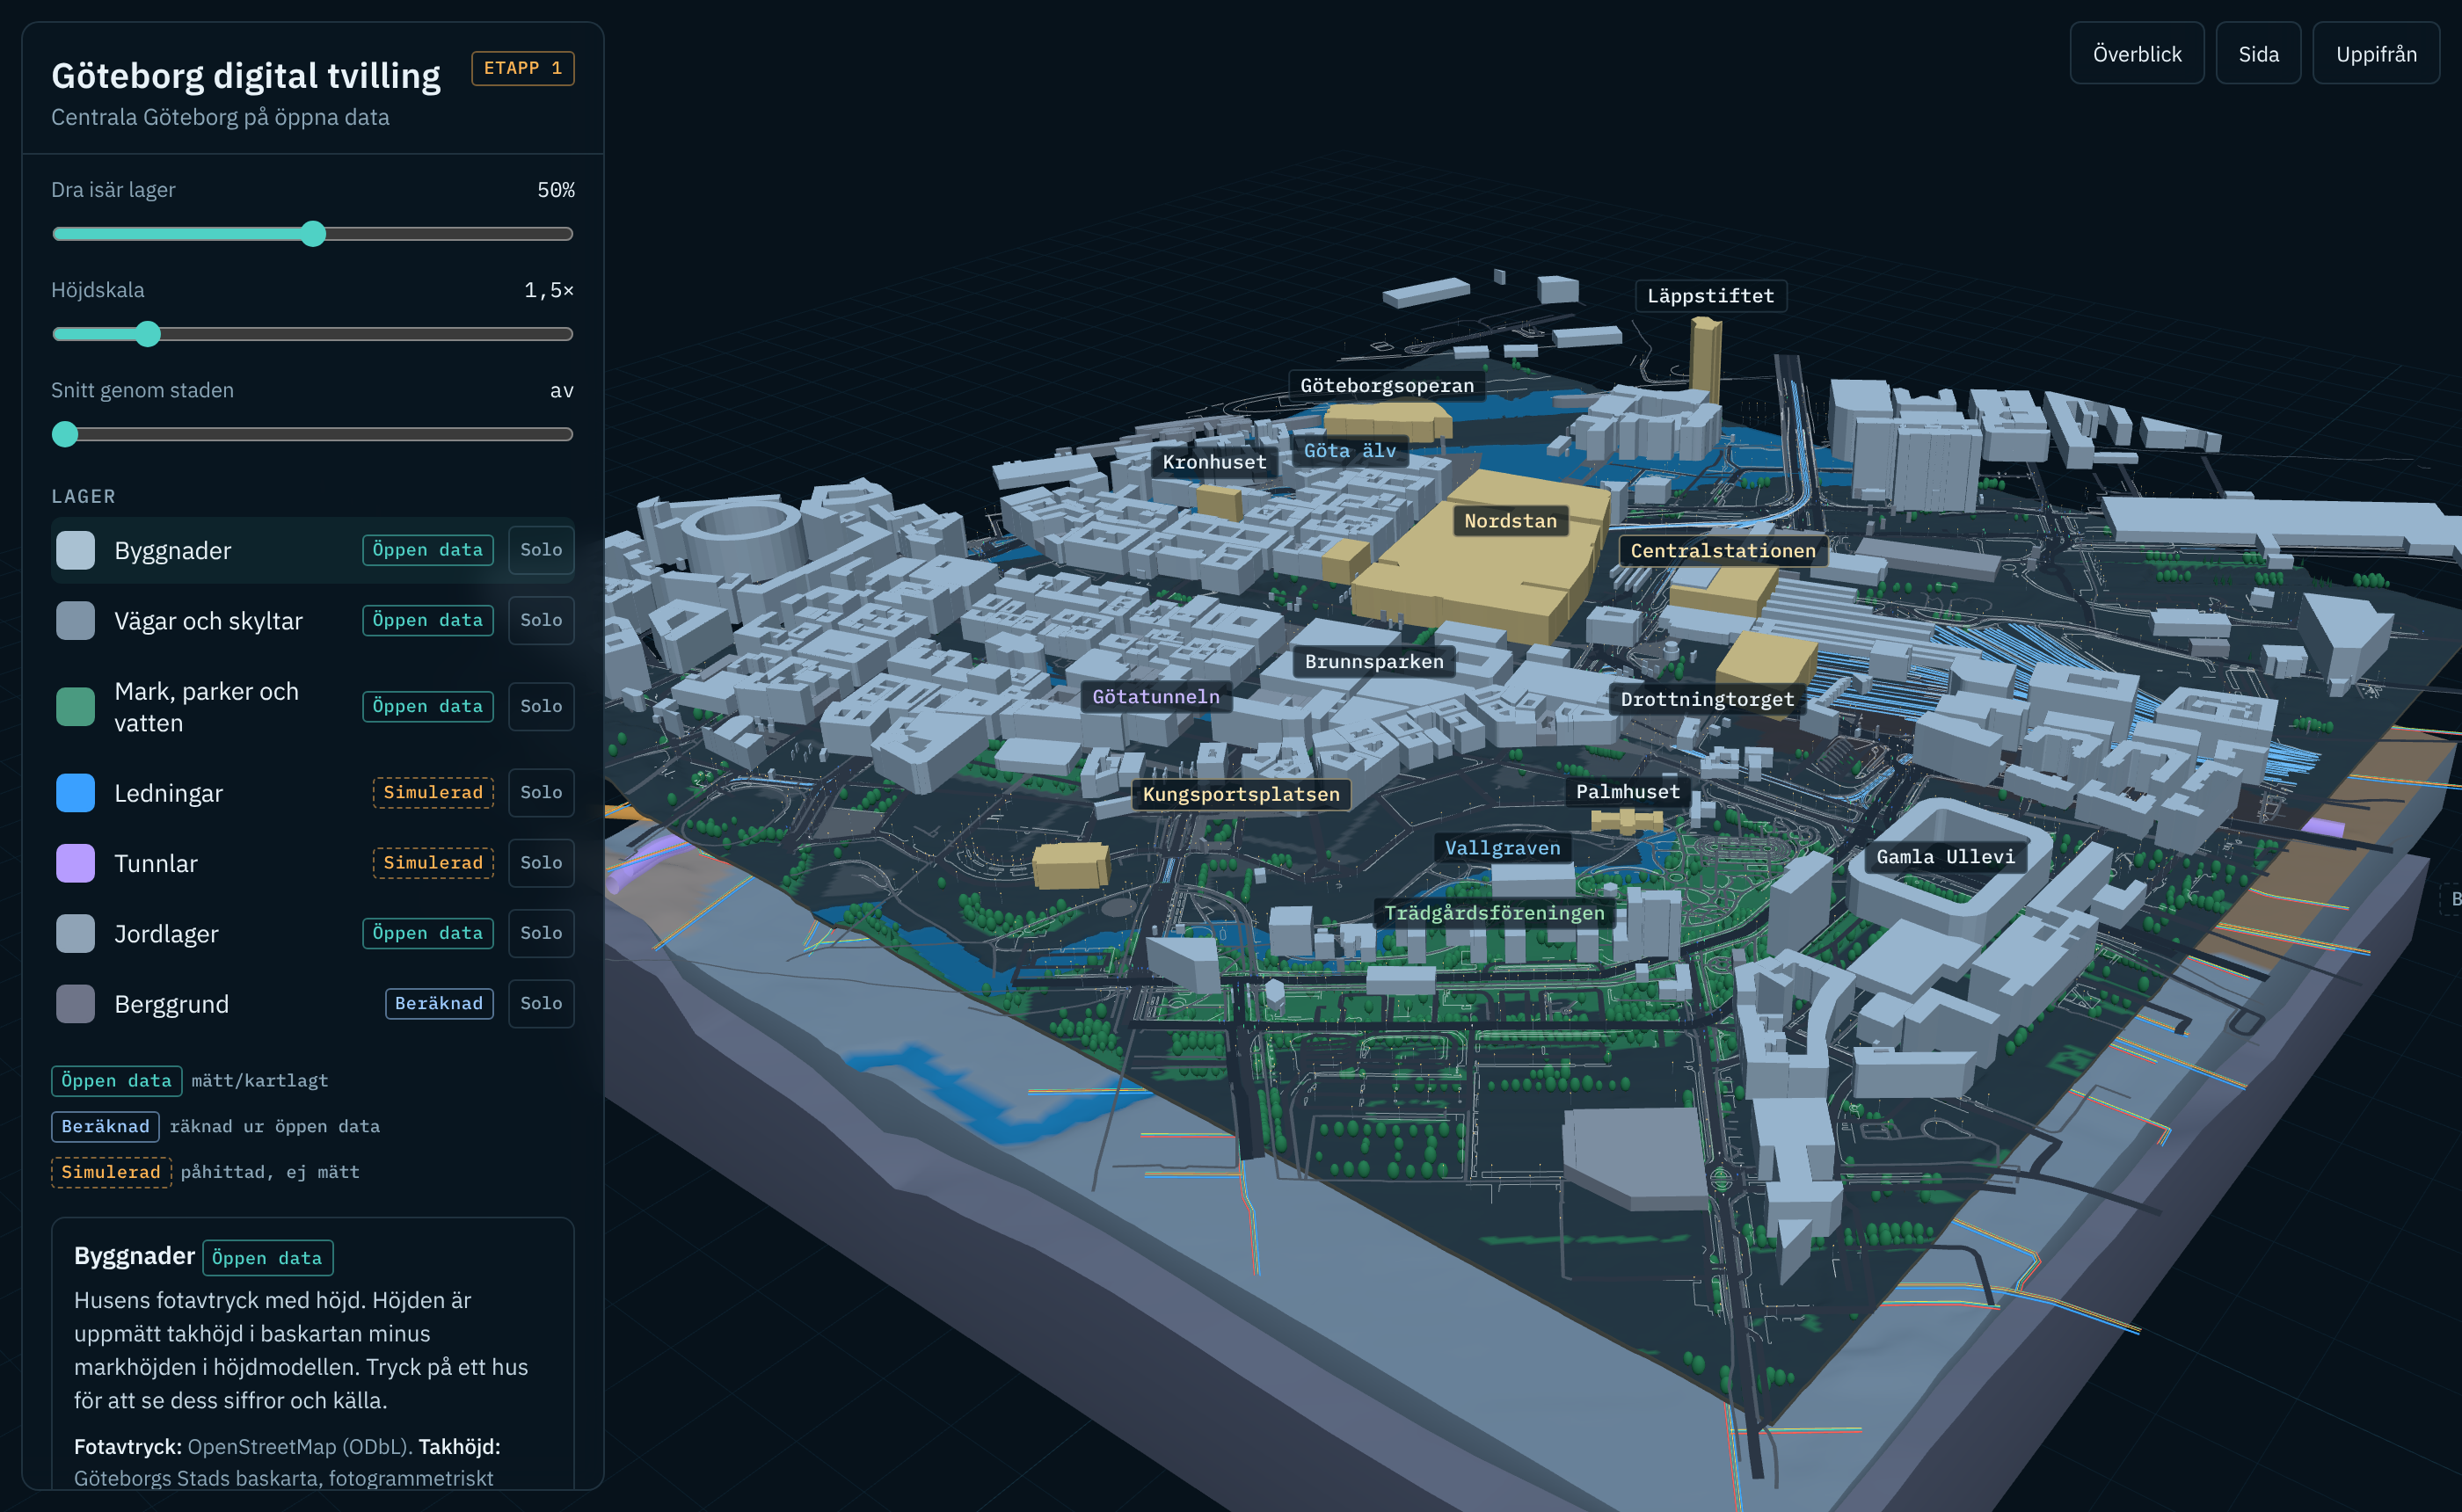 Göteborg digital tvilling
ETAPP 1
Centrala Göteborg på öppna data
Dra isär lager
50%
Höjdskala
1,5×
Snitt genom staden
av
LAGER
Byggnader
Öppen data
Solo
Vägar och skyltar
Öppen data
Solo
Mark, parker och
vatten
Öppen data
Solo
Ledningar
Simulerad
Solo
Tunnlar
Simulerad
Solo
Jordlager
Öppen data
Solo
Berggrund
Beräknad
Solo
Öppen data mätt/kartlagt
Beräknad räknad ur öppen data
Simulerad påhittad, ej mätt
Byggnader Öppen data
Husens fotavtryck med höjd. Höjden är
uppmätt takhöjd i baskartan minus
markhöjden i höjdmodellen. Tryck på ett hus
för att se dess siffror och källa.
Fotavtryck: OpenStreetMap (ODbL). Takhöjd:
Göteborgs Stads baskarta, fotogrammetriskt
Överblick
Sida
Uppifrån
Läppstiftet
Göteborgsoperan
Göta älv
Kronhuset
Nordstan
Centralstationen
Brunnsparken
Götatunneln
Drottningtorget
Kungsportsplatsen
Palmhuset
Vallgraven
Gamla Ullevi
Trädgårdsföreningen